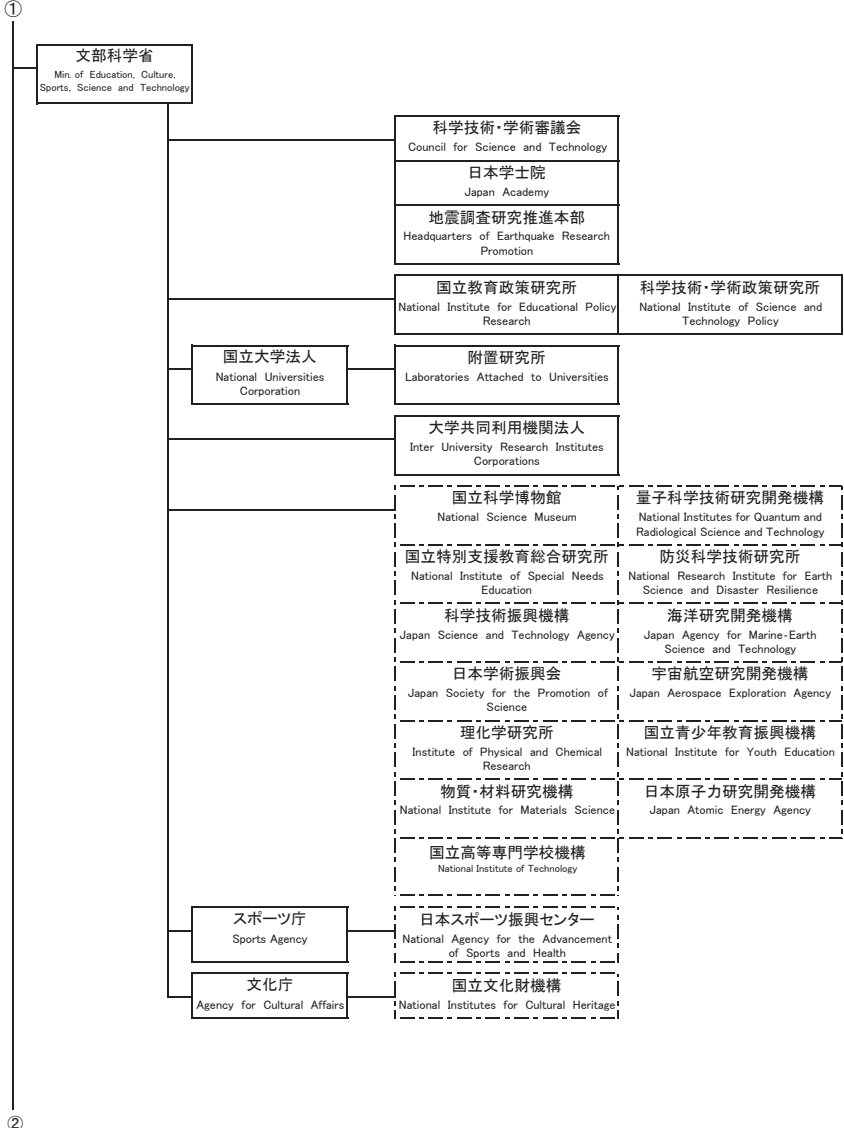 ①
文部科学省
Min. of Education, Culture,
Sports, Science and Technology
科学技術・学術審議会
Council for Science and Technology
日本学士院
Japan Academy
地震調査研究推進本部
Headquarters of Earthquake Research
Promotion
国立教育政策研究所
National Institute for Educational Policy
Research
科学技術・学術政策研究所
National Institute of Science and
Technology Policy
国立大学法人
National Universities
Corporation
附置研究所
Laboratories Attached to Universities
大学共同利用機関法人
Inter University Research Institutes
Corporations
国立科学博物館
National Science Museum
量子科学技術研究開発機構
National Institutes for Quantum and
Radiological Science and Technology
国立特別支援教育総合研究所
National Institute of Special Needs
Education
防災科学技術研究所
National Research Institute for Earth
Science and Disaster Resilience
科学技術振興機構
Japan Science and Technology Agency
海洋研究開発機構
Japan Agency for Marine-Earth
Science and Technology
日本学術振興会
Japan Society for the Promotion of
Science
宇宙航空研究開発機構
Japan Aerospace Exploration Agency
理化学研究所
Institute of Physical and Chemical
Research
国立青少年教育振興機構
National Institute for Youth Education
物質・材料研究機構
National Institute for Materials Science
日本原子力研究開発機構
Japan Atomic Energy Agency
国立高等専門学校機構
National Institute of Technology
スポーツ庁
Sports Agency
日本スポーツ振興センター
National Agency for the Advancement
of Sports and Health
文化庁
Agency for Cultural Affairs
国立文化財機構
National Institutes for Cultural Heritage
②